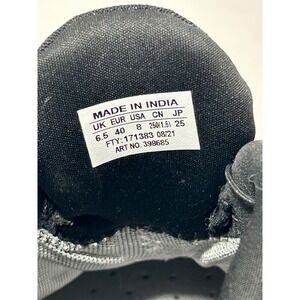 MADE IN INDIA
UK EUR USA CN JP
6.5 40 8 250(1.5) 25
FTY:171383 08/21
ART NO. 398685